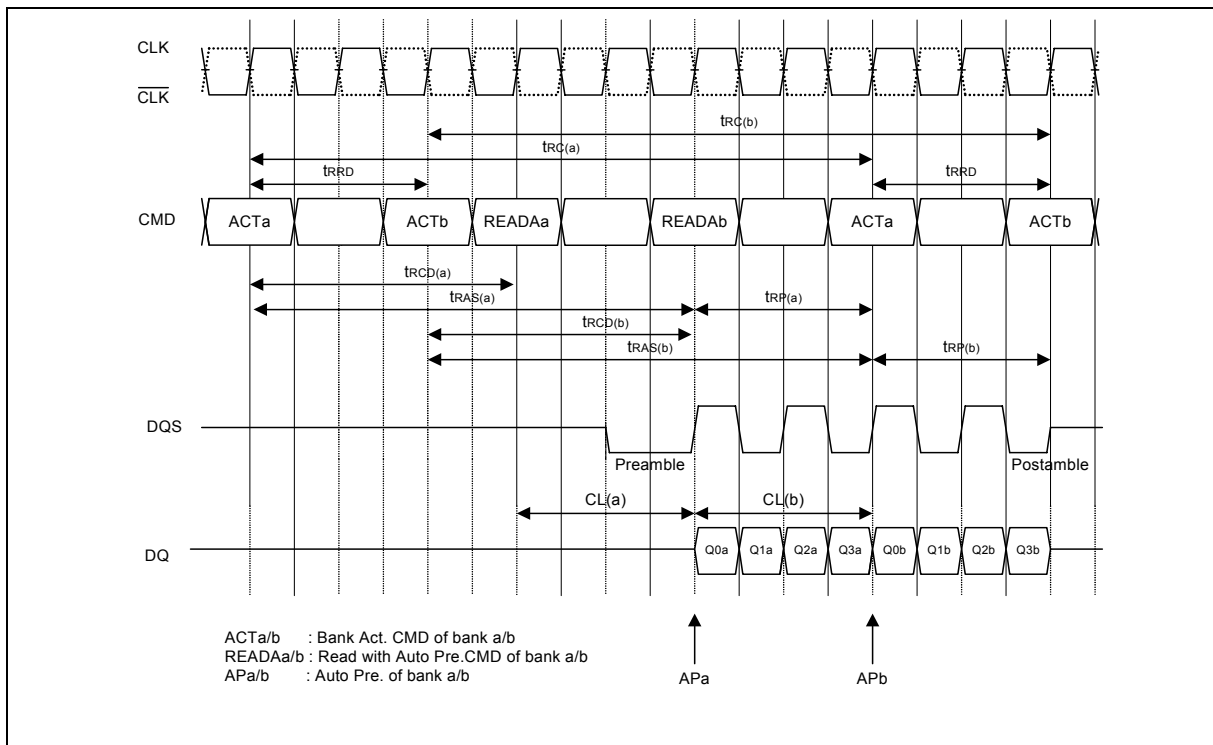 CLK
CLK
tRC(b)
tRC(a)
tRRD tRRD
CMD ACTa ACTb READAa READAb ACTa ACTb
tRCD(a)
tRAS(a) tRP(a)
tRCD(b)
tRAS(b) tRP(b)
DQS
Preamble Postamble
CL(a) CL(b)
DQ Q0a Q1a Q2a Q3a Q0b Q1b Q2b Q3b
ACTa/b : Bank Act. CMD of bank a/b
READAa/b : Read with Auto Pre.CMD of bank a/b
APa/b : Auto Pre. of bank a/b
APa APb